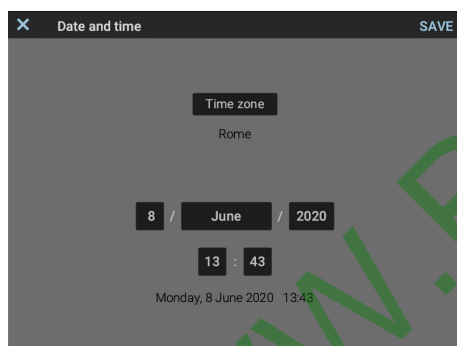 ✕ Date and time SAVE
Time zone
Rome
8 / June / 2020
13 : 43
Monday, 8 June 2020 13:43